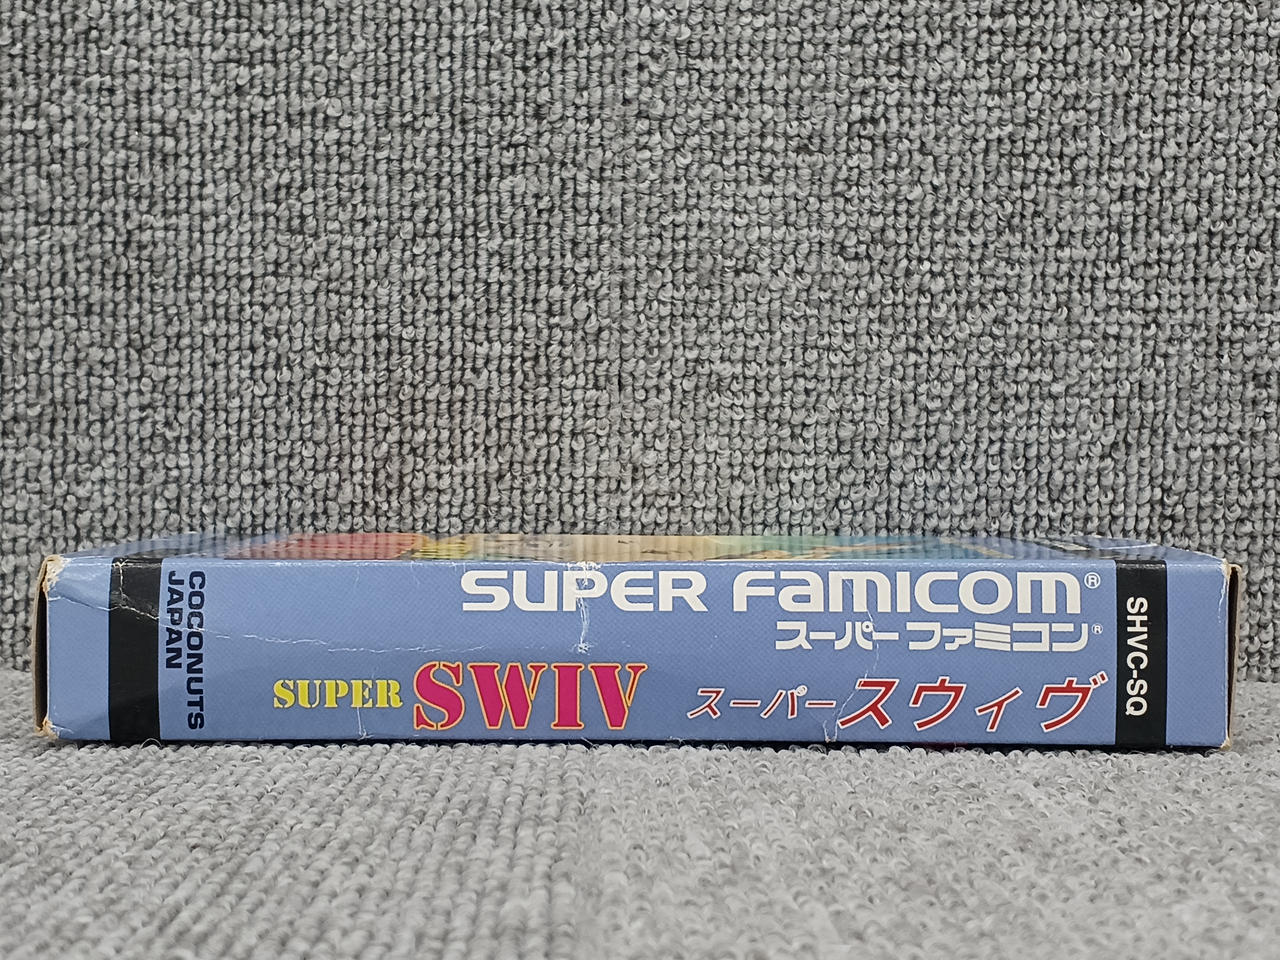 COCONUTS
JAPAN
SUPER FAMICOM®
スーパーファミコン®
SUPER SWIV スーパースウィヴ
SHVC-SQ